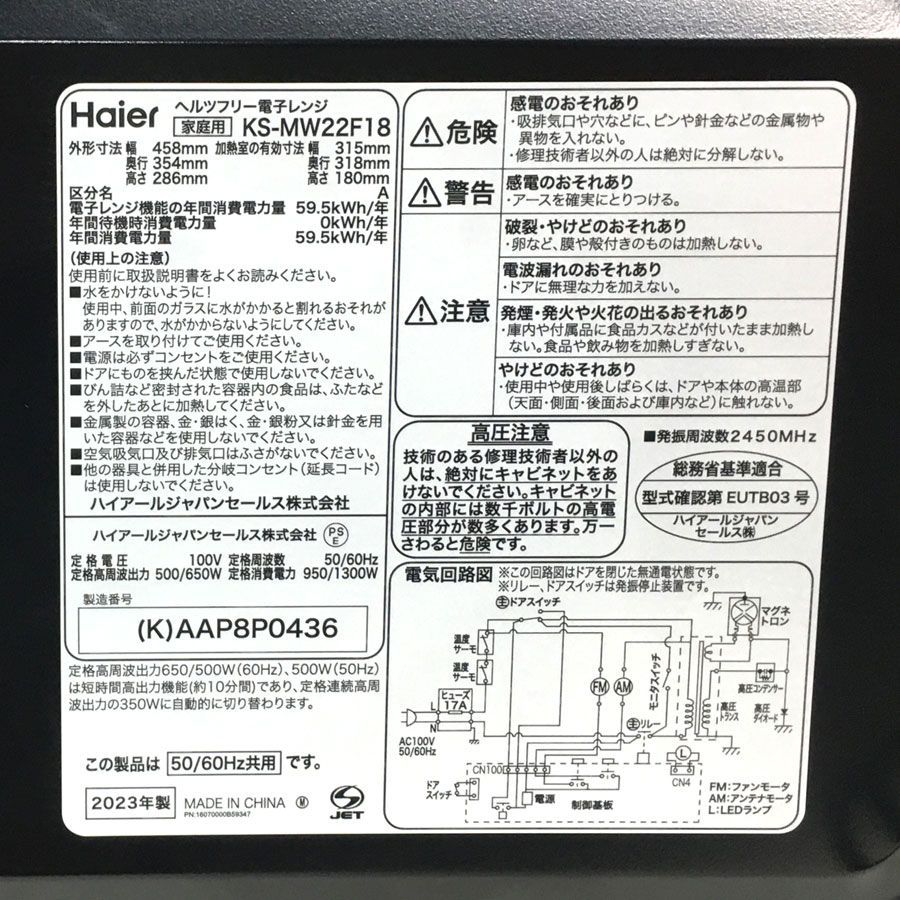 Haier ヘルツフリー電子レンジ
家庭用 KS-MW22F18
外形寸法 幅 458mm 加熱室の有効寸法 幅 315mm
奥行 354mm 奥行 318mm
高さ 286mm 高さ 180mm
区分名 A
電子レンジ機能の年間消費電力量 59.5kWh/年
年間待機時消費電力量 0kWh/年
年間消費電力量 59.5kWh/年
(使用上の注意)
使用前に取扱説明書をよくお読みください。
■水をかけないように!
使用中、前面のガラスに水がかかると割れるおそれが
ありますので、水がかからないようにしてください。
■アースを取り付けてご使用ください。
■電源は必ずコンセントをご使用ください。
■ドアにものを挟んだ状態で使用しないでください。
■びん詰など密封された容器内の食品は、ふたなど
を外したあとに加熱してください。
■金属製の容器、金・銀はく、金・銀粉又は針金を用
いた容器などを使用しないでください。
■空気吸気口及び排気口はふさがないでください。
■他の器具と併用した分岐コンセント(延長コード)
は使用しないでください。
ハイアールジャパンセールス株式会社
ハイアールジャパンセールス株式会社 PSE
定格電圧 100V 定格周波数 50/60Hz
定格高周波出力 500/650W 定格消費電力 950/1300W
製造番号
(K)AAP8P0436
定格高周波出力650/500W(60Hz)、500W(50Hz)
は短時間高出力機能(約10分間)であり、定格連続高周
波出力の350Wに自動的に切り替わります。
この製品は 50/60Hz共用 です。
2023年製 MADE IN CHINA Ⓜ JET
PN:16070000B59347
⚠危険
感電のおそれあり
・吸排気口や穴などに、ピンや針金などの金属物や
異物を入れない。
・修理技術者以外の人は絶対に分解しない。
⚠警告
感電のおそれあり
・アースを確実にとりつける。
⚠注意
破裂・やけどのおそれあり
・卵など、膜や殻付きのものは加熱しない。
電波漏れのおそれあり
・ドアに無理な力を加えない。
発煙・発火や火花の出るおそれあり
・庫内や付属品に食品カスなどが付いたまま加熱し
ない。食品や飲み物を加熱しすぎない。
やけどのおそれあり
・使用中や使用後しばらくは、ドアや本体の高温部
(天面・側面・後面および庫内など)に触れない。
高圧注意
技術のある修理技術者以外の
人は、絶対にキャビネットをあ
けないでください。キャビネット
の内部には数千ボルトの高電
圧部分が数多くあります。万一
さわると危険です。
■発振周波数2450MHz
総務省基準適合
型式確認第 EUTB03 号
ハイアールジャパン
セールス㈱
電気回路図 ※この回路図はドアを閉じた無通電状態です。
※リレー、ドアスイッチは発振停止装置です。
㊤ドアスイッチ
マグネ
トロン
温度
サーモ
温度
サーモ
FM
AM
モニタスイッチ
高圧コンデンサー
ヒューズ
17A
L
N
AC100V
50/60Hz
㊤リレー
高圧
トランス
高圧
ダイオード
L
CN100
CN4
ドア
スイッチ
電源
制御基板
FM:ファンモータ
AM:アンテナモータ
L:LEDランプ